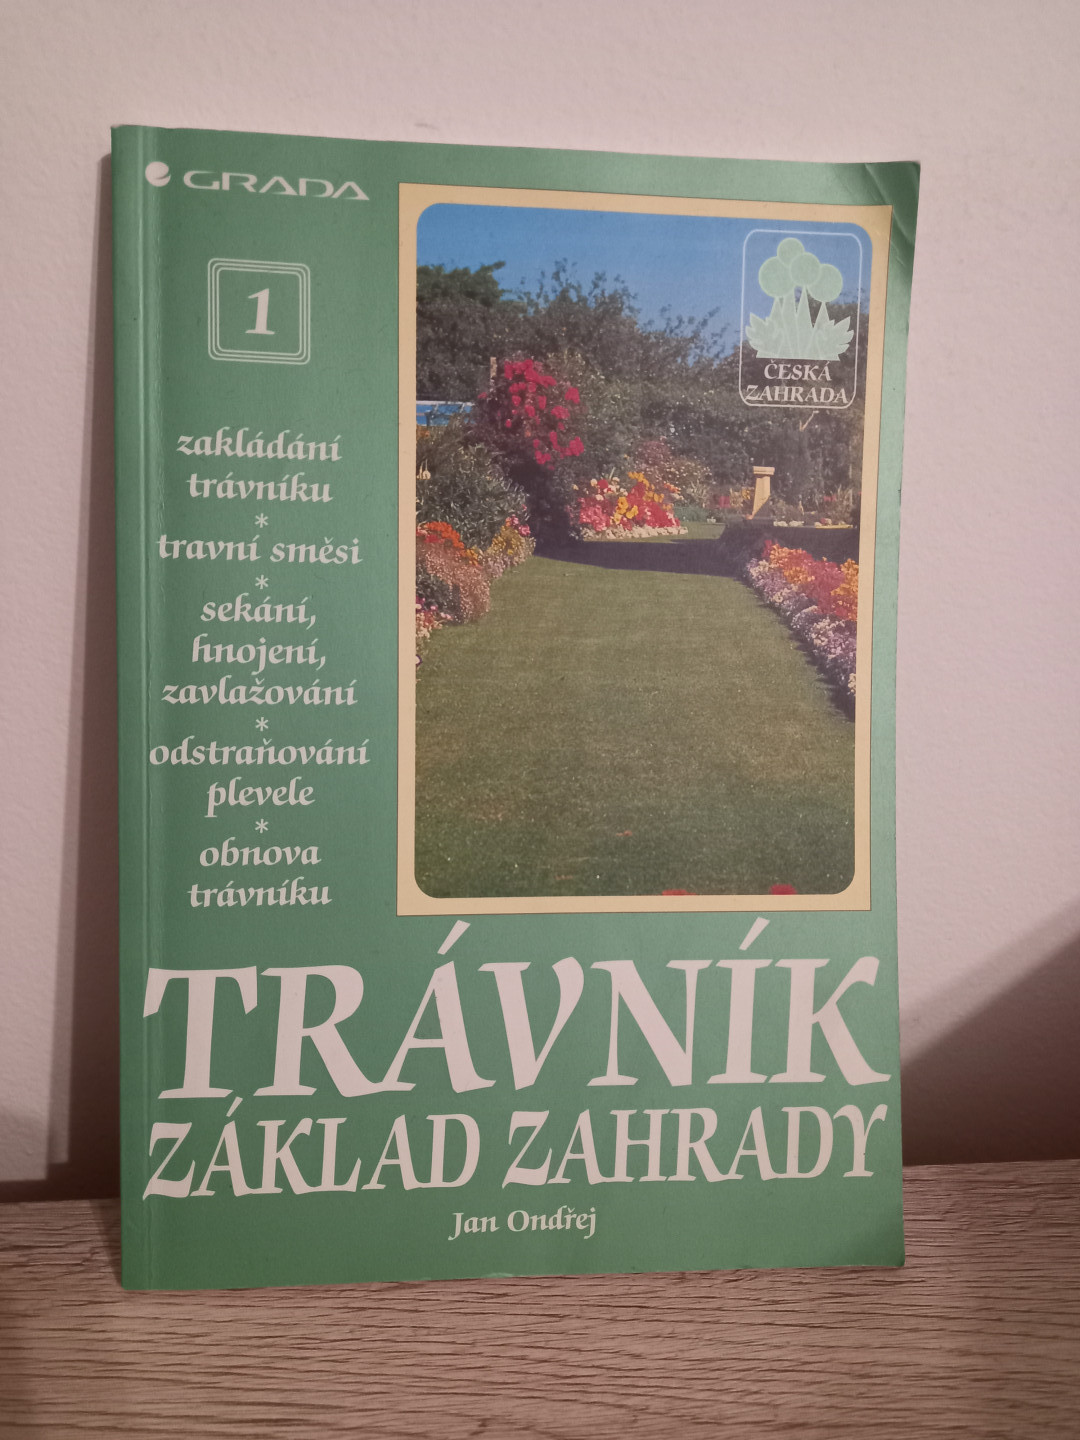 GRADA
1
ČESKÁ
ZAHRADA
zakládání
trávníku
*
travní směsi
*
sekání,
hnojení,
zavlažování
*
odstraňování
plevele
*
obnova
trávníku
TRÁVNÍK
ZÁKLAD ZAHRADY
Jan Ondřej